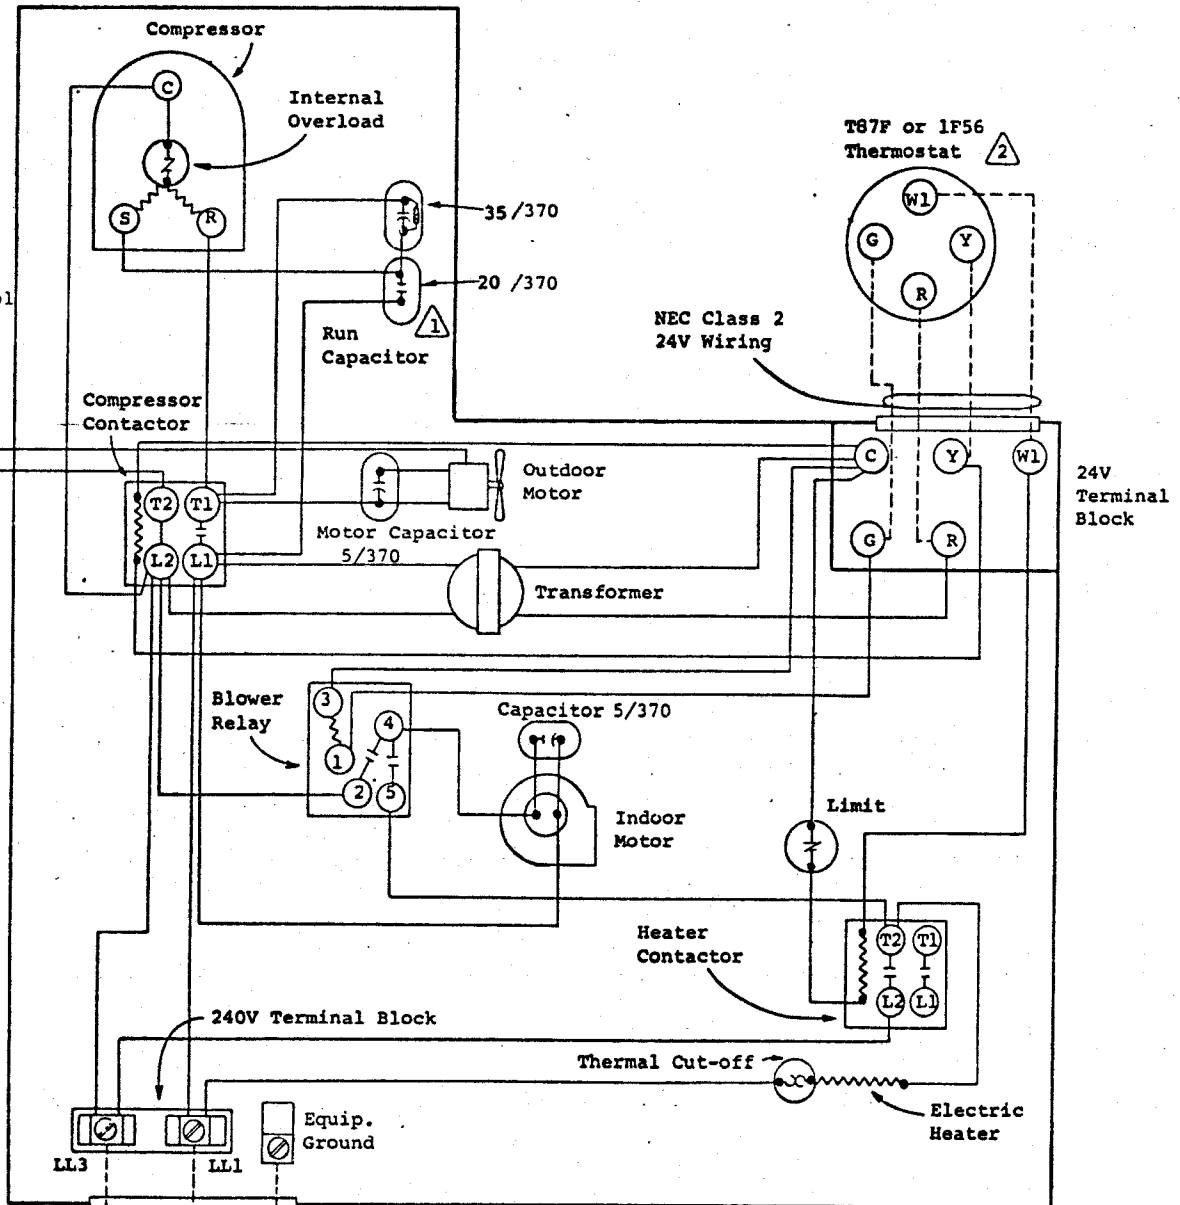 Compressor
C
Internal
Overload
S
R
35/370
20 /370
1
Run
Capacitor
T87F or 1F56
Thermostat 2
W1
G
Y
R
NEC Class 2
24V Wiring
Compressor
Contactor
T2
T1
L2
L1
Outdoor
Motor
Motor Capacitor
5/370
Transformer
C
Y
W1
G
R
24V
Terminal
Block
Blower
Relay
3
4
1
2
5
Capacitor 5/370
Indoor
Motor
Limit
Heater
Contactor
T2
T1
L2
L1
240V Terminal Block
Thermal Cut-off
Electric
Heater
Equip.
Ground
LL3
LL1